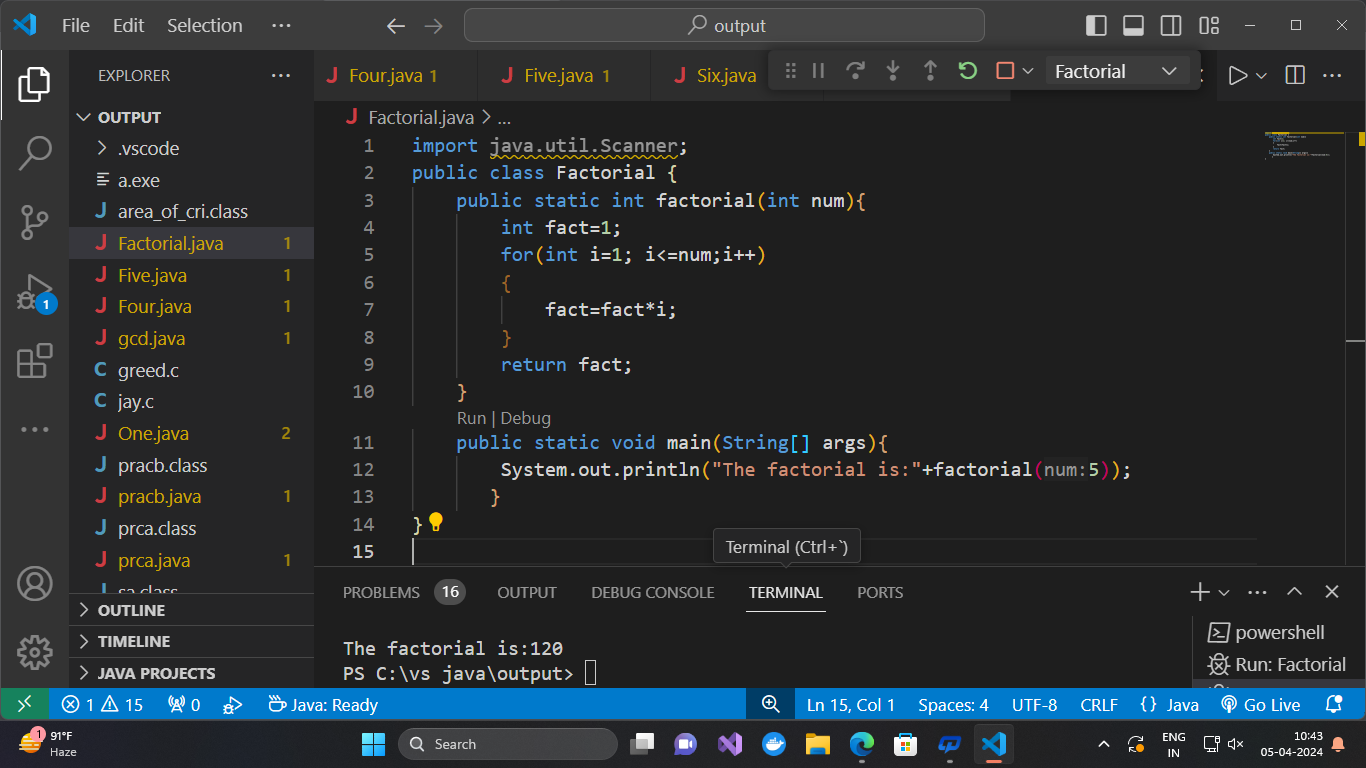 File Edit Selection ··· output
EXPLORER ···
OUTPUT
.vscode
a.exe
area_of_cri.class
Factorial.java 1
Five.java 1
Four.java 1
gcd.java 1
greed.c
jay.c
One.java 2
pracb.class
pracb.java 1
prca.class
prca.java 1
sa.class
OUTLINE
TIMELINE
JAVA PROJECTS
1
Four.java 1 Five.java 1 Six.java Factorial
Factorial.java > ...
1 import java.util.Scanner;
2 public class Factorial {
3 public static int factorial(int num){
4 int fact=1;
5 for(int i=1; i<=num;i++)
6 {
7 fact=fact*i;
8 }
9 return fact;
10 }
Run | Debug
11 public static void main(String[] args){
12 System.out.println("The factorial is:"+factorial(num:5));
13 }
14 }
15
Terminal (Ctrl+`)
PROBLEMS 16 OUTPUT DEBUG CONSOLE TERMINAL PORTS
The factorial is:120
PS C:\vs java\output>
powershell
Run: Factorial
1 15 0 Java: Ready Ln 15, Col 1 Spaces: 4 UTF-8 CRLF {} Java Go Live
1 91°F
Haze
Search
ENG
IN
10:43
05-04-2024